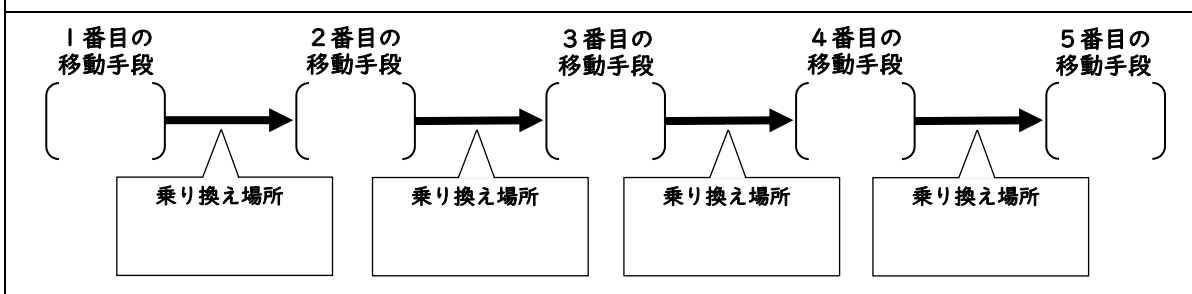 1番目の
移動手段
2番目の
移動手段
3番目の
移動手段
4番目の
移動手段
5番目の
移動手段
乗り換え場所
乗り換え場所
乗り換え場所
乗り換え場所